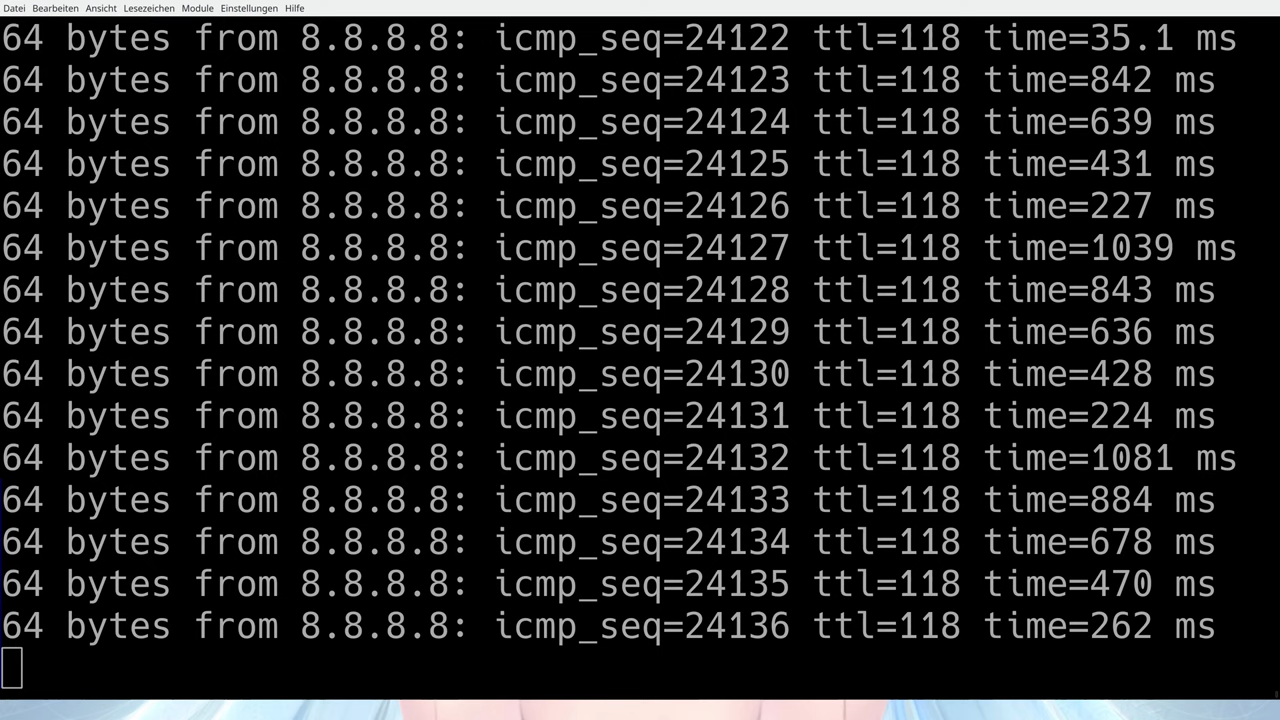 Datei Bearbeiten Ansicht Lesezeichen Module Einstellungen Hilfe
64 bytes from 8.8.8.8: icmp_seq=24122 ttl=118 time=35.1 ms
64 bytes from 8.8.8.8: icmp_seq=24123 ttl=118 time=842 ms
64 bytes from 8.8.8.8: icmp_seq=24124 ttl=118 time=639 ms
64 bytes from 8.8.8.8: icmp_seq=24125 ttl=118 time=431 ms
64 bytes from 8.8.8.8: icmp_seq=24126 ttl=118 time=227 ms
64 bytes from 8.8.8.8: icmp_seq=24127 ttl=118 time=1039 ms
64 bytes from 8.8.8.8: icmp_seq=24128 ttl=118 time=843 ms
64 bytes from 8.8.8.8: icmp_seq=24129 ttl=118 time=636 ms
64 bytes from 8.8.8.8: icmp_seq=24130 ttl=118 time=428 ms
64 bytes from 8.8.8.8: icmp_seq=24131 ttl=118 time=224 ms
64 bytes from 8.8.8.8: icmp_seq=24132 ttl=118 time=1081 ms
64 bytes from 8.8.8.8: icmp_seq=24133 ttl=118 time=884 ms
64 bytes from 8.8.8.8: icmp_seq=24134 ttl=118 time=678 ms
64 bytes from 8.8.8.8: icmp_seq=24135 ttl=118 time=470 ms
64 bytes from 8.8.8.8: icmp_seq=24136 ttl=118 time=262 ms